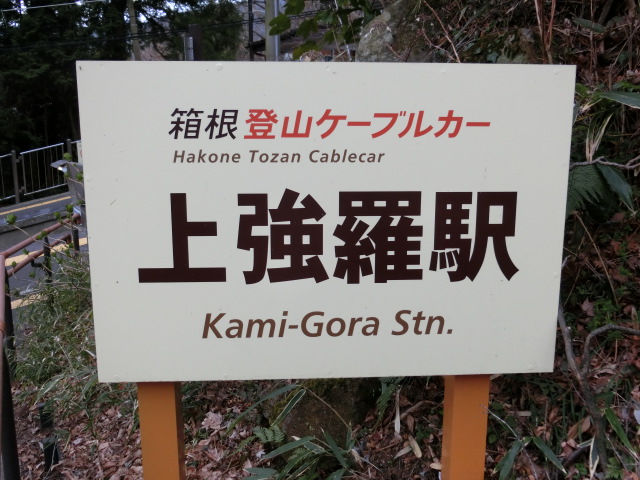 箱根登山ケーブルカー
Hakone Tozan Cablecar
上強羅駅
Kami-Gora Stn.